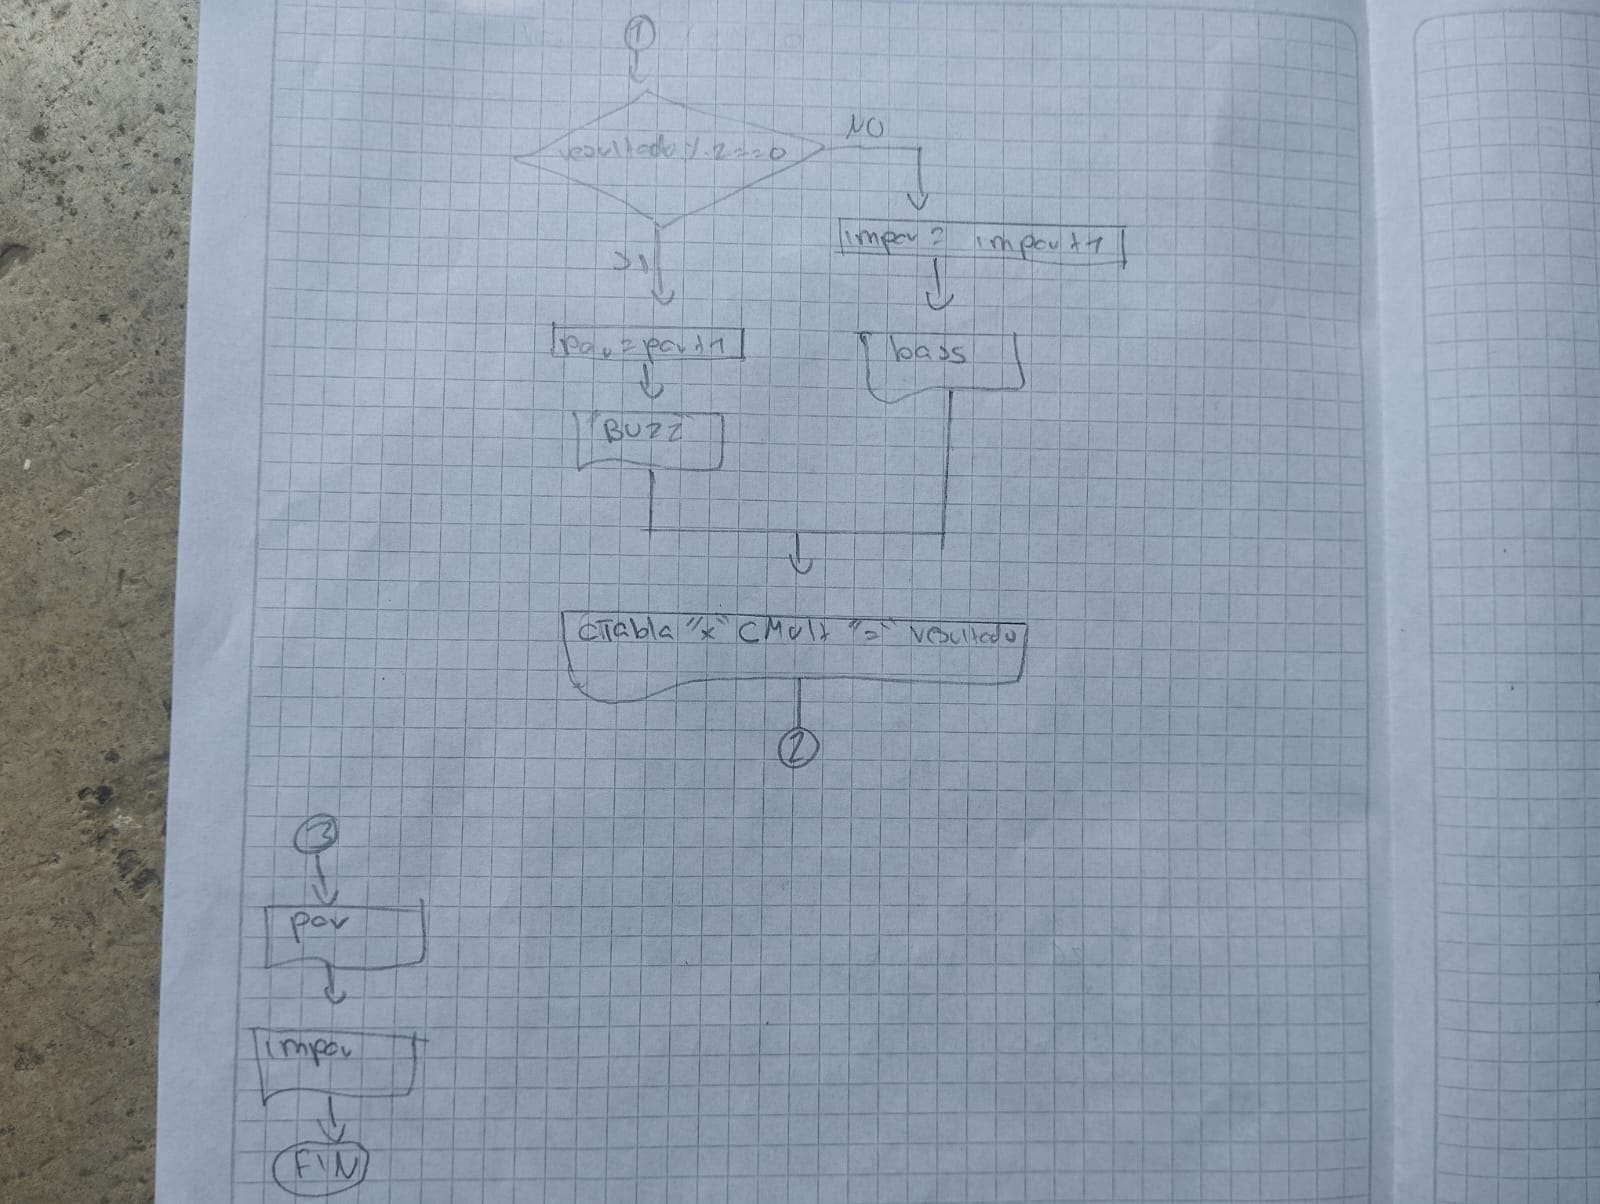 1
resultado % 2 == 0
NO
impar = impar + 1
SI
par = par + 1
bass
"BUZZ"
CTabla "x" CMult "=" resultado
2
3
par
impar
FIN